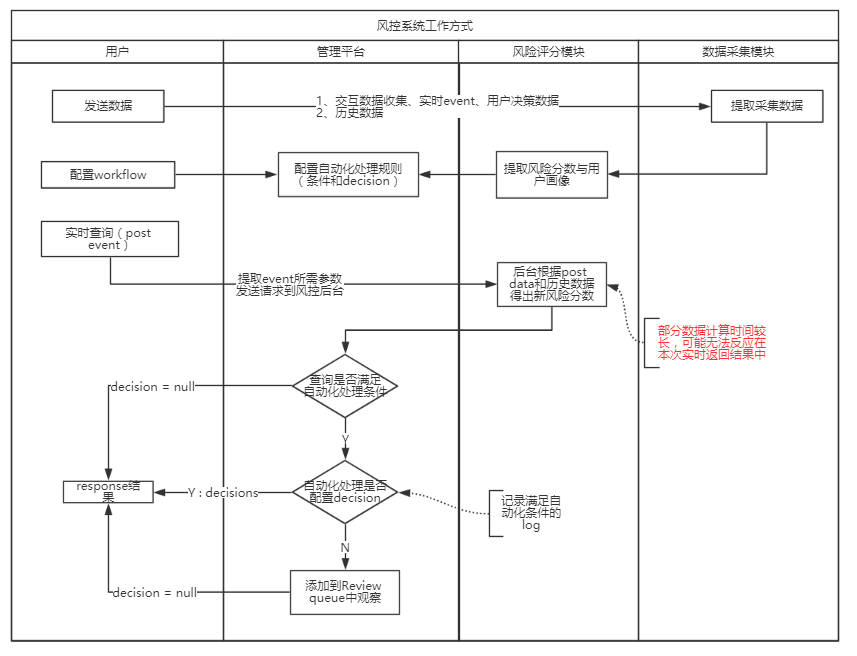 风控系统工作方式
用户
管理平台
风险评分模块
数据采集模块
发送数据
1、交互数据收集、实时event、用户决策数据
2、历史数据
提取采集数据
配置workflow
配置自动化处理规则
（条件和decision）
提取风险分数与用
户画像
实时查询（post
event）
提取event所需参数
发送请求到风控后台
后台根据post
data和历史数据
得出新风险分数
部分数据计算时间较
长，可能无法反应在
本次实时返回结果中
查询是否满足
自动化处理条件
decision = null
Y
自动化处理是否
配置decision
Y : decisions
response结
果
记录满足自
动化条件的
log
N
添加到Review
queue中观察
decision = null